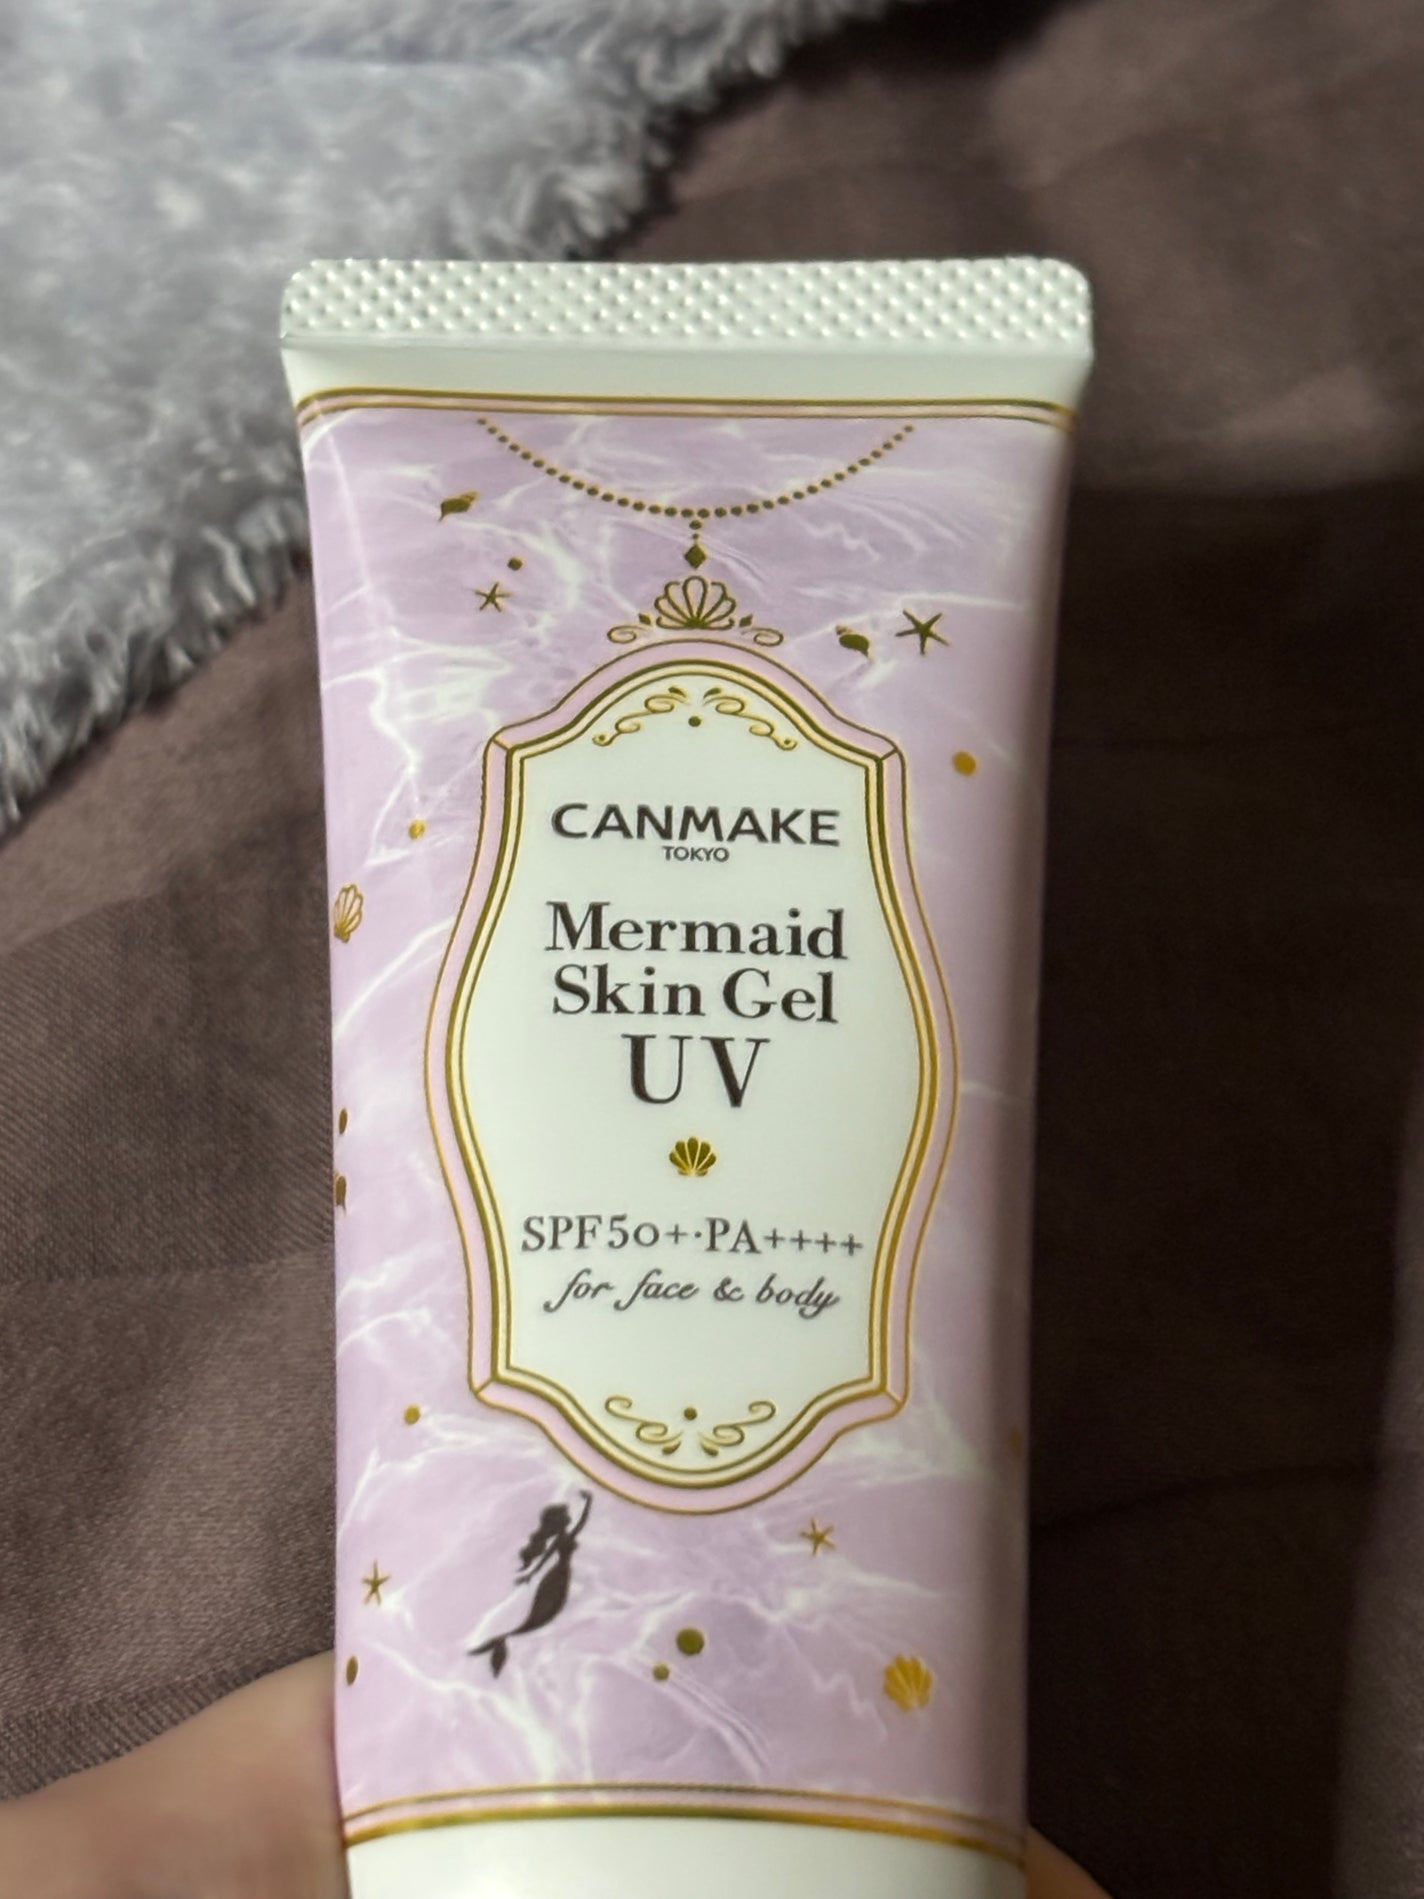 CANMAKE
TOKYO
Mermaid
Skin Gel
UV
SPF50+·PA++++
for face & body